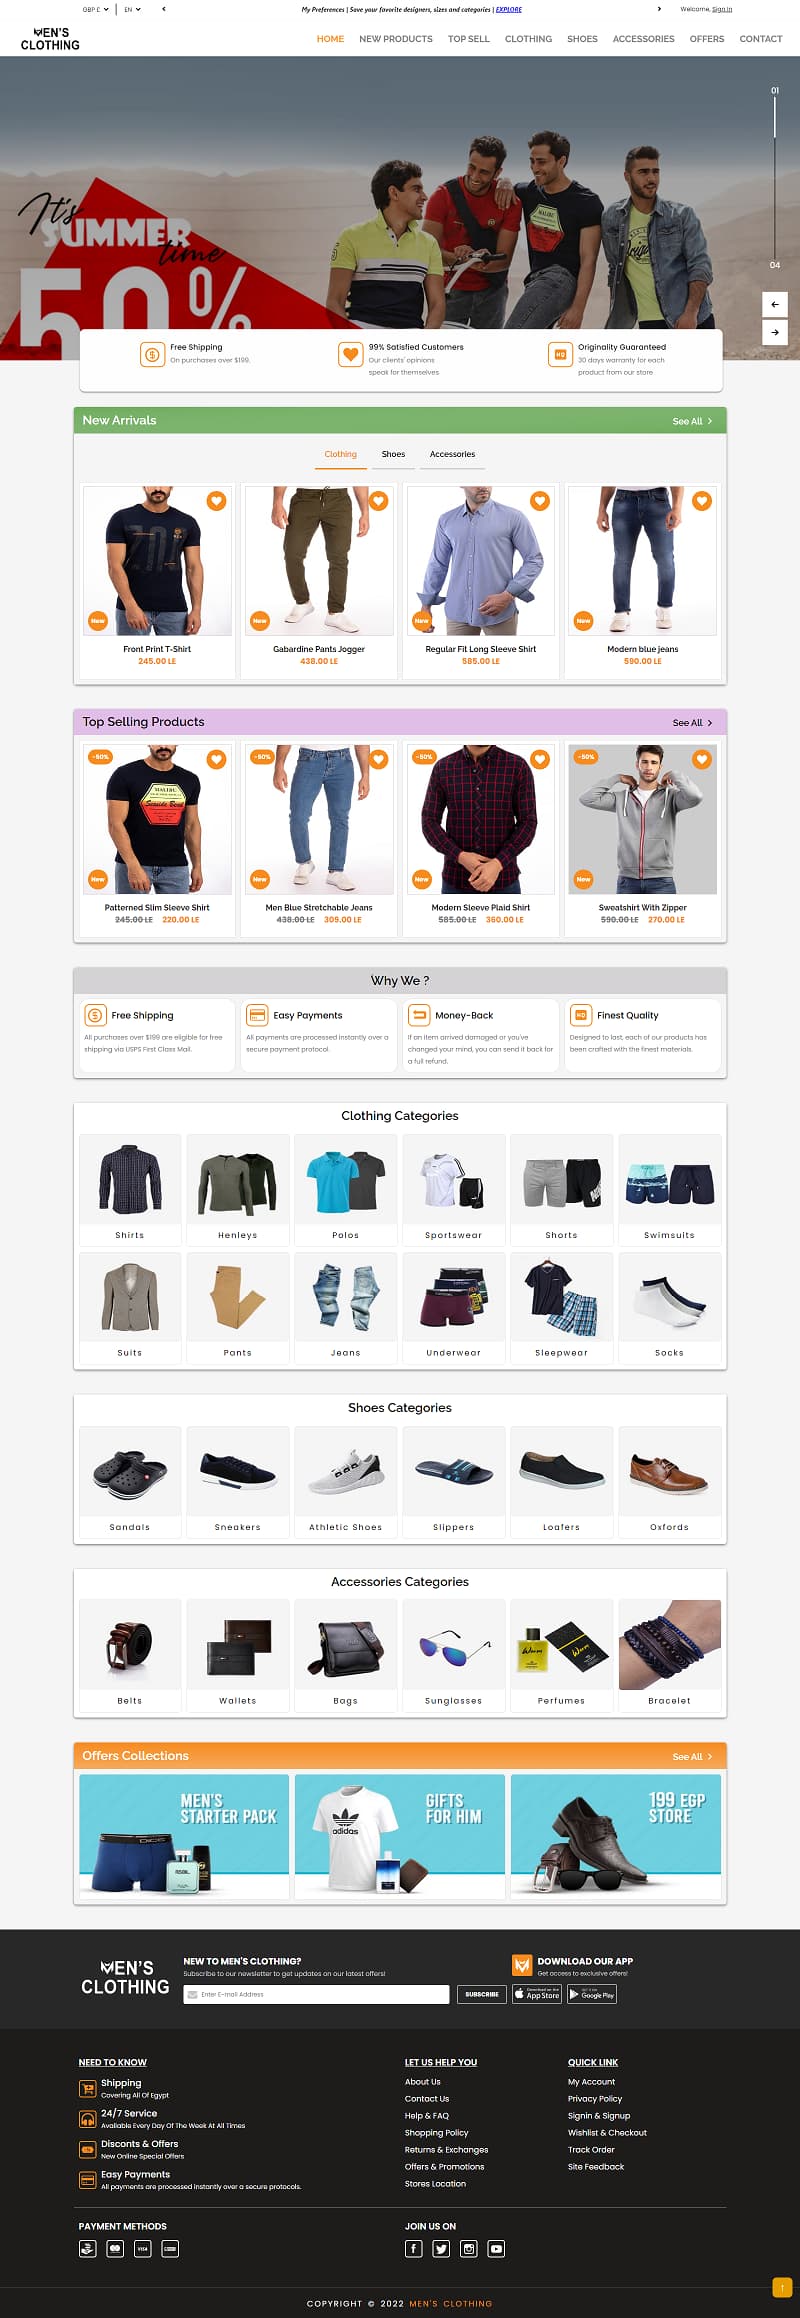 GBP £
EN
My Preferences | Save your favorite designers, sizes and categories | EXPLORE
Welcome, Sign In
MEN'S
CLOTHING
HOME NEW PRODUCTS TOP SELL CLOTHING SHOES ACCESSORIES OFFERS CONTACT
01
It's
SUMMER
time
50%
04
Free Shipping
On purchases over $199.
99% Satisfied Customers
Our clients' opinions
speak for themselves
Originality Guaranteed
30 days warranty for each
product from our store
New Arrivals
See All
Clothing Shoes Accessories
New New New New
Front Print T-Shirt
245.00 LE
Gabardine Pants Jogger
438.00 LE
Regular Fit Long Sleeve Shirt
585.00 LE
Modern blue jeans
590.00 LE
Top Selling Products
See All
-50% -50% -50% -50%
MALIBU
New New New New
Patterned Slim Sleeve Shirt
245.00 LE 220.00 LE
Men Blue Stretchable Jeans
438.00 LE 309.00 LE
Modern Sleeve Plaid Shirt
585.00 LE 360.00 LE
Sweatshirt With Zipper
590.00 LE 270.00 LE
Why We ?
Free Shipping
All purchases over $199 are eligible for free
shipping via USPS First Class Mail.
Easy Payments
All payments are processed instantly over a
secure payment protocol.
Money-Back
If an item arrived damaged or you've
changed your mind, you can send it back for
a full refund.
Finest Quality
Designed to last, each of our products has
been crafted with the finest materials.
Clothing Categories
Shirts Henleys Polos Sportswear Shorts Swimsuits
Suits Pants Jeans Underwear Sleepwear Socks
Shoes Categories
Sandals Sneakers Athletic Shoes Slippers Loafers Oxfords
Accessories Categories
Belts Wallets Bags Sunglasses Perfumes Bracelet
Offers Collections
See All
MEN'S
STARTER PACK
GIFTS
FOR HIM
adidas
199 EGP
STORE
MEN'S
CLOTHING
NEW TO MEN'S CLOTHING?
Subscribe to our newsletter to get updates on our latest offers!
Enter E-mail Address
SUBSCRIBE
DOWNLOAD OUR APP
Get access to exclusive offers!
Download on the
App Store
GET IT ON
Google Play
NEED TO KNOW
Shipping
Covering All Of Egypt
24/7 Service
Available Every Day Of The Week At All Times
Disconts & Offers
New Online Special Offers
Easy Payments
All payments are processed instantly over a secure protocols.
LET US HELP YOU
About Us
Contact Us
Help & FAQ
Shopping Policy
Returns & Exchanges
Offers & Promotions
Stores Location
QUICK LINK
My Account
Privacy Policy
Signin & Signup
Wishlist & Checkout
Track Order
Site Feedback
PAYMENT METHODS
VISA
JOIN US ON
COPYRIGHT © 2022 MEN'S CLOTHING